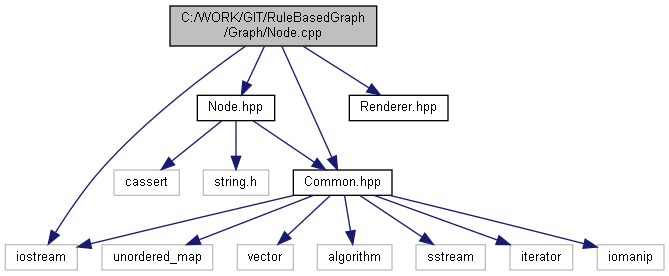 C:/WORK/GIT/RuleBasedGraph
/Graph/Node.cpp
Node.hpp
Renderer.hpp
cassert
string.h
Common.hpp
iostream
unordered_map
vector
algorithm
sstream
iterator
iomanip